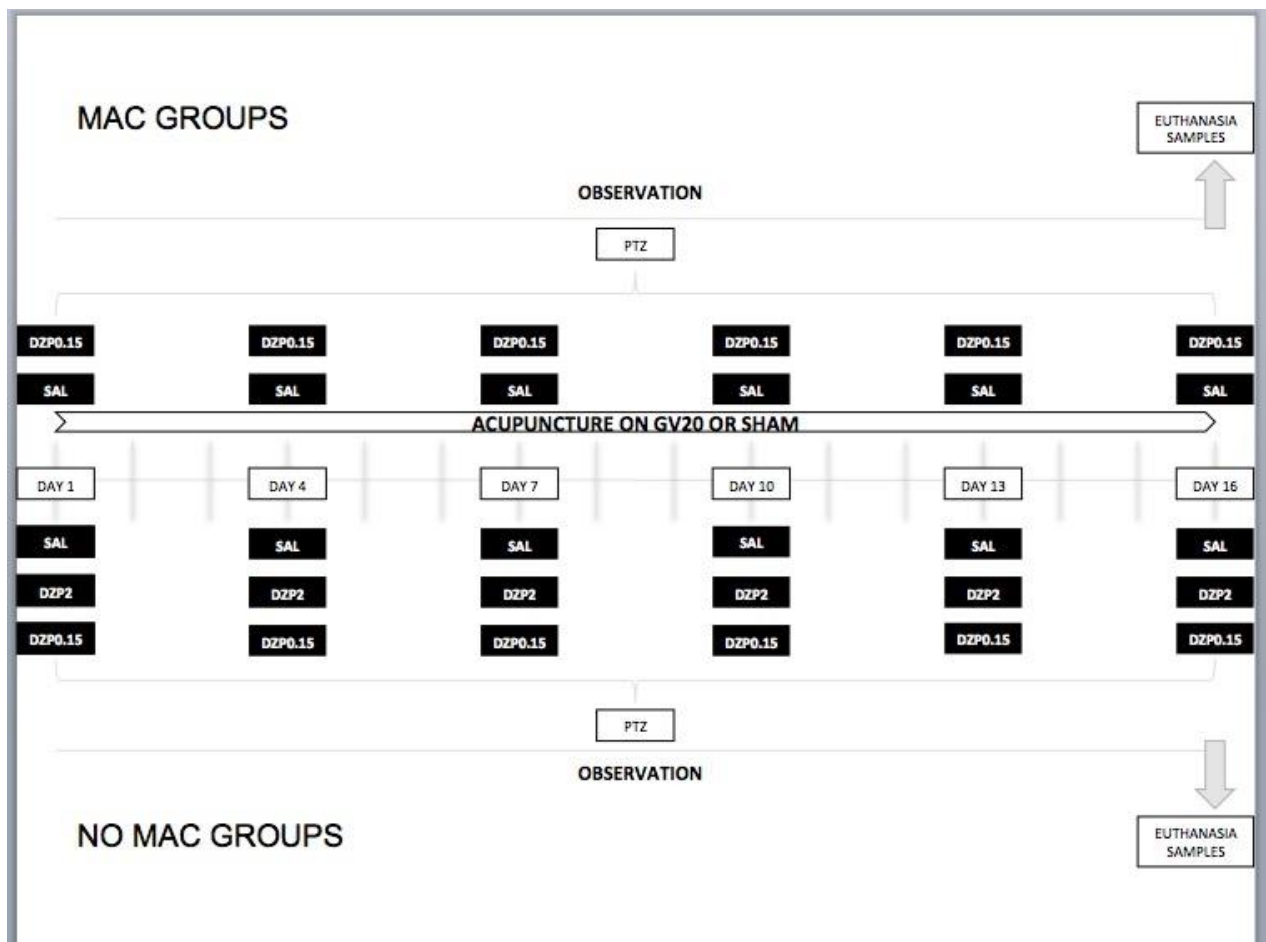 MAC GROUPS
EUTHANASIA
SAMPLES
OBSERVATION
PTZ
DZP0.15 DZP0.15 DZP0.15 DZP0.15 DZP0.15 DZP0.15
SAL SAL SAL SAL SAL SAL
ACUPUNCTURE ON GV20 OR SHAM
DAY 1 DAY 4 DAY 7 DAY 10 DAY 13 DAY 16
SAL SAL SAL SAL SAL SAL
DZP2 DZP2 DZP2 DZP2 DZP2 DZP2
DZP0.15 DZP0.15 DZP0.15 DZP0.15 DZP0.15 DZP0.15
PTZ
OBSERVATION
NO MAC GROUPS
EUTHANASIA
SAMPLES